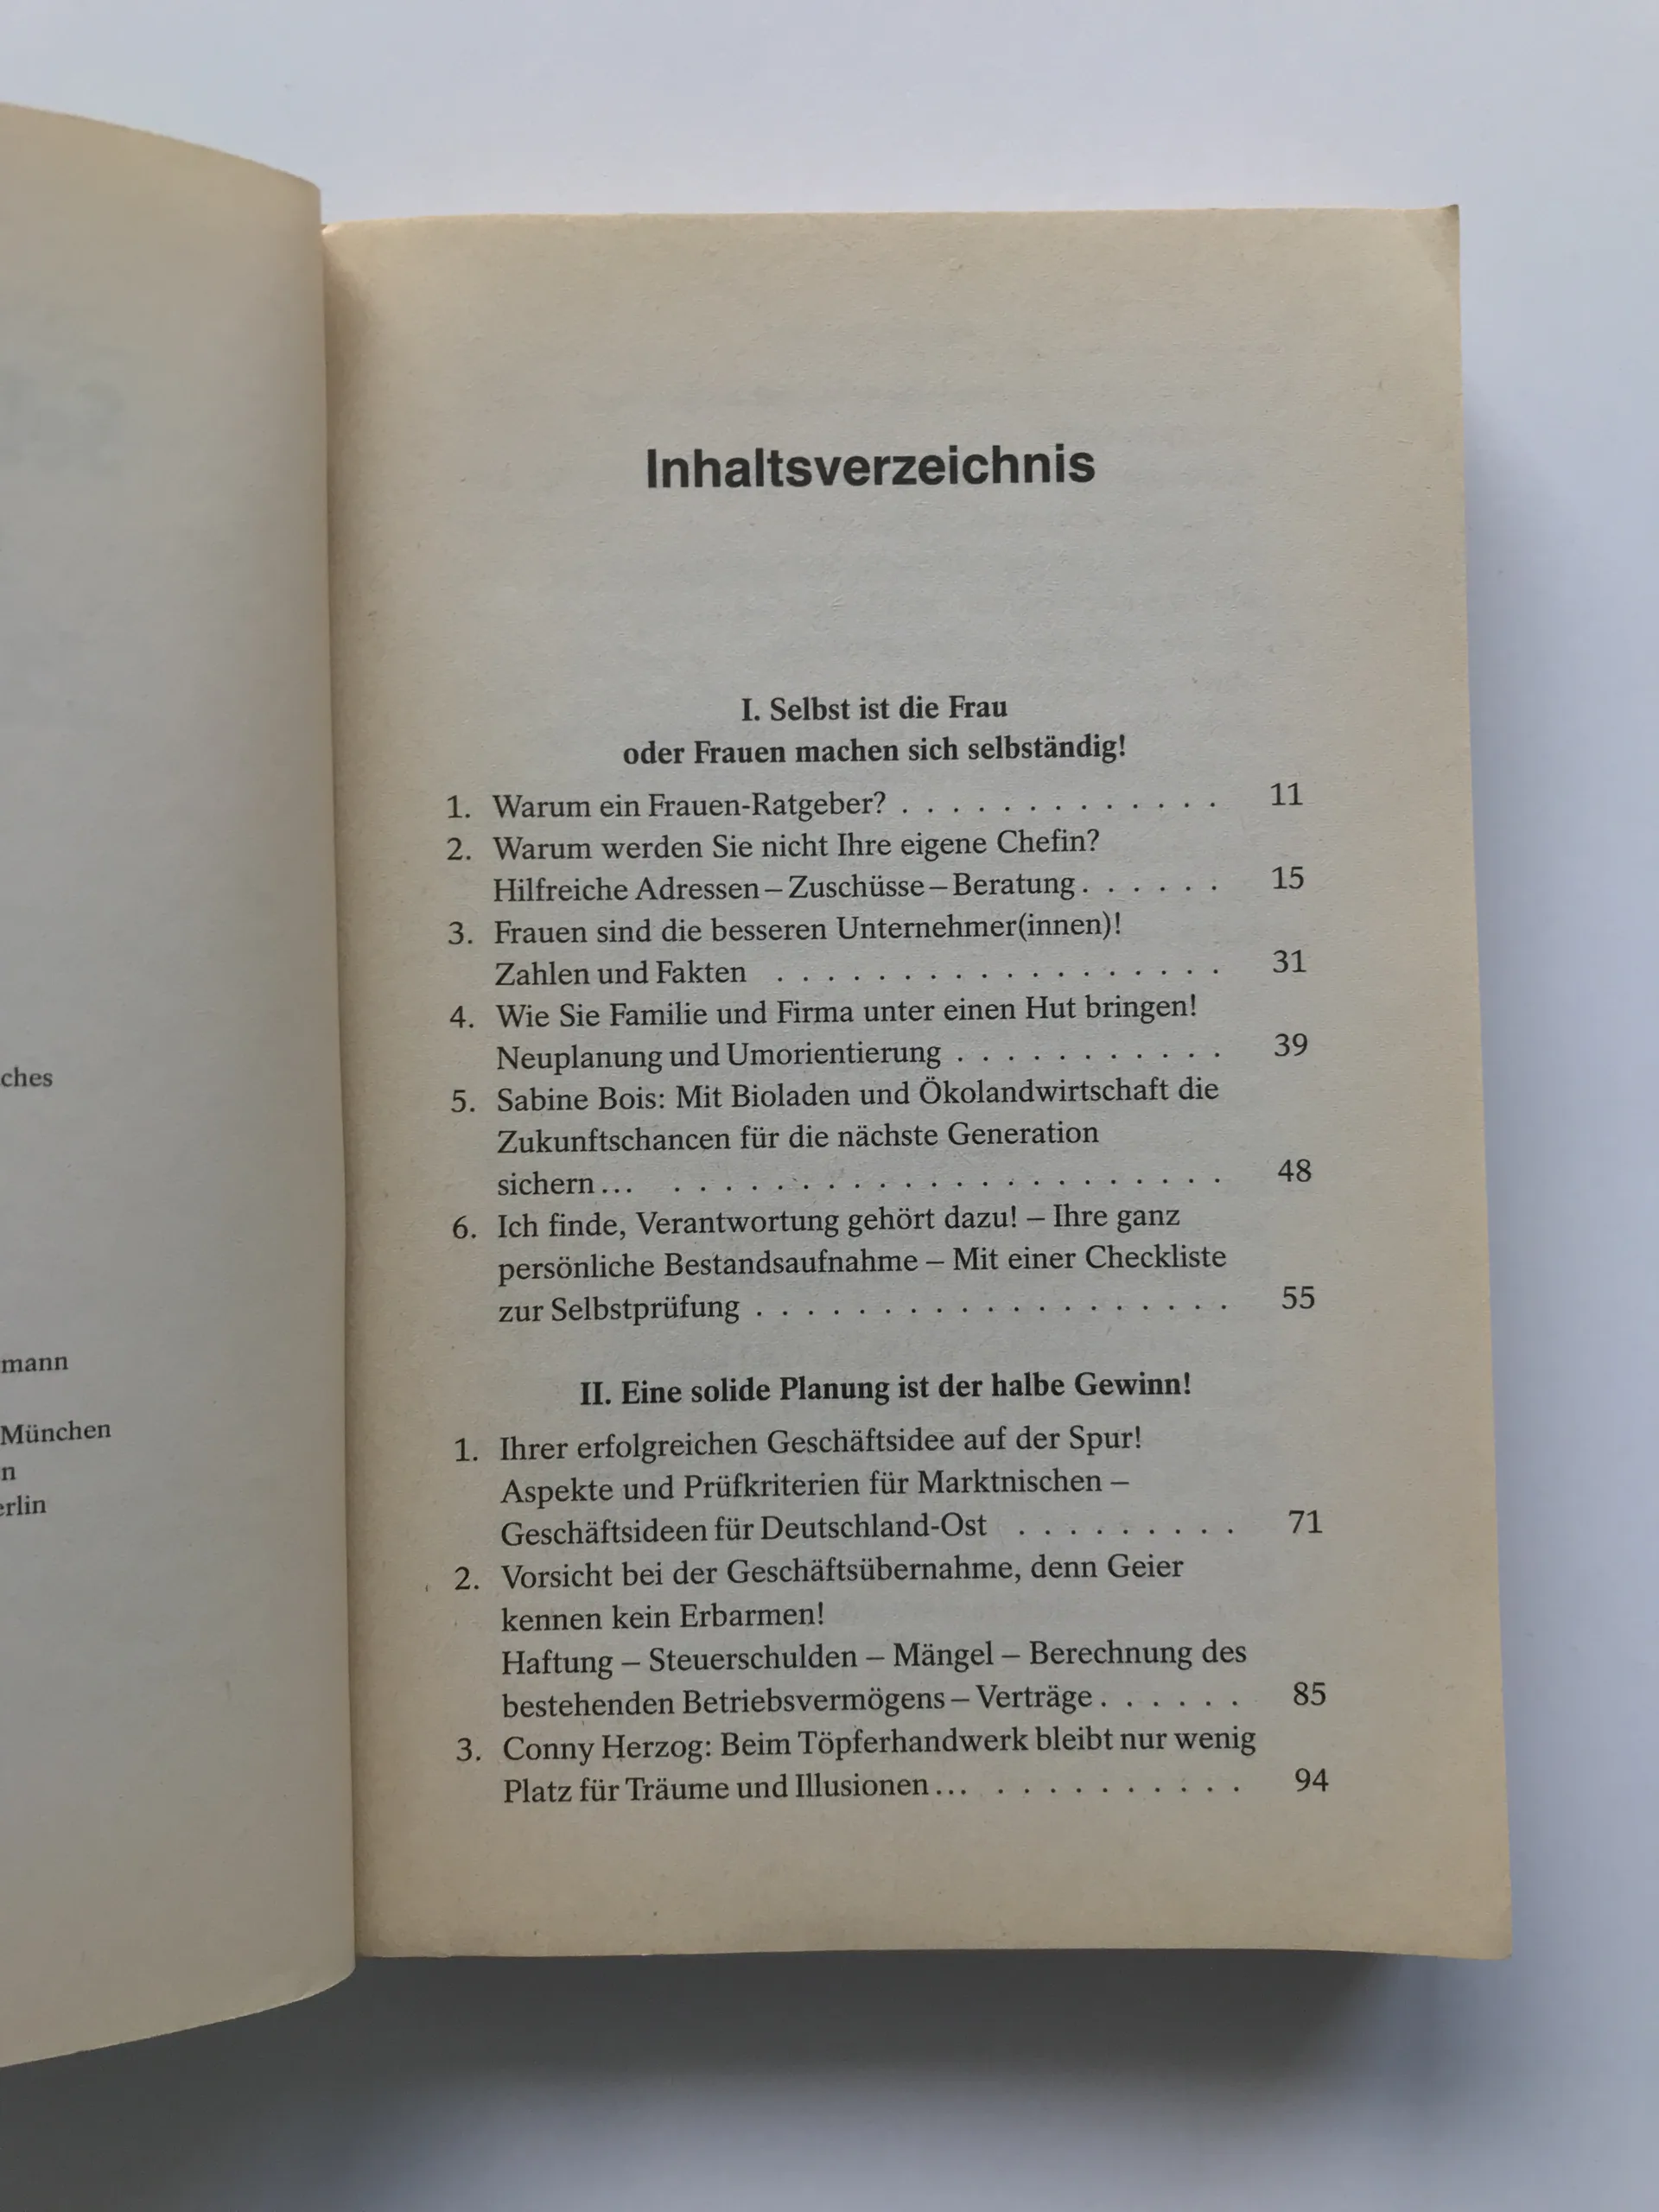 ches
mann
München
n
erlin
Inhaltsverzeichnis
I. Selbst ist die Frau
oder Frauen machen sich selbständig!
1. Warum ein Frauen-Ratgeber? . . . . . . . . . . . . . 11
2. Warum werden Sie nicht Ihre eigene Chefin?
Hilfreiche Adressen – Zuschüsse – Beratung . . . . . . 15
3. Frauen sind die besseren Unternehmer(innen)!
Zahlen und Fakten . . . . . . . . . . . . . . . . . . 31
4. Wie Sie Familie und Firma unter einen Hut bringen!
Neuplanung und Umorientierung . . . . . . . . . . . 39
5. Sabine Bois: Mit Bioladen und Ökolandwirtschaft die
Zukunftschancen für die nächste Generation
sichern ... . . . . . . . . . . . . . . . . . . . . . . 48
6. Ich finde, Verantwortung gehört dazu! – Ihre ganz
persönliche Bestandsaufnahme – Mit einer Checkliste
zur Selbstprüfung . . . . . . . . . . . . . . . . . . . 55
II. Eine solide Planung ist der halbe Gewinn!
1. Ihrer erfolgreichen Geschäftsidee auf der Spur!
Aspekte und Prüfkriterien für Marktnischen –
Geschäftsideen für Deutschland-Ost . . . . . . . . . 71
2. Vorsicht bei der Geschäftsübernahme, denn Geier
kennen kein Erbarmen!
Haftung – Steuerschulden – Mängel – Berechnung des
bestehenden Betriebsvermögens – Verträge . . . . . . 85
3. Conny Herzog: Beim Töpferhandwerk bleibt nur wenig
Platz für Träume und Illusionen ... . . . . . . . . . . 94